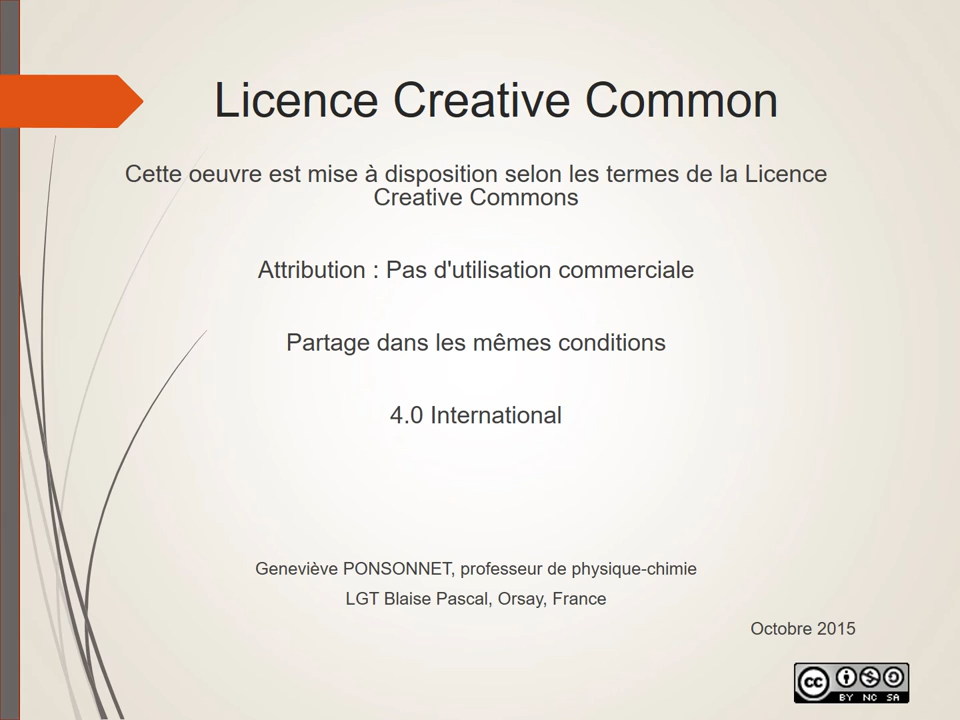 Licence Creative Common
Cette oeuvre est mise à disposition selon les termes de la Licence
Creative Commons
Attribution : Pas d'utilisation commerciale
Partage dans les mêmes conditions
4.0 International
Geneviève PONSONNET, professeur de physique-chimie
LGT Blaise Pascal, Orsay, France
Octobre 2015
cc
BY NC SA